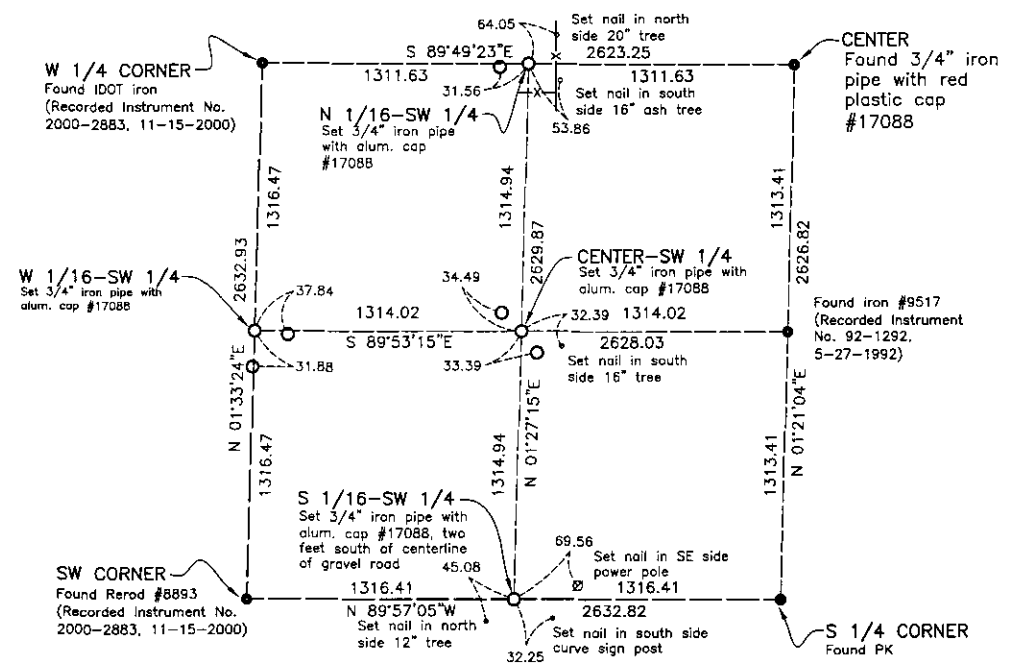 64.05
Set nail in north
side 20" tree
S 89°49'23"E
2623.25
1311.63
1311.63
31.56
X
X
Set nail in south
side 16" ash tree
53.86
CENTER
Found 3/4" iron
pipe with red
plastic cap
#17088
W 1/4 CORNER
Found IDOT iron
(Recorded Instrument No.
2000-2883, 11-15-2000)
N 1/16-SW 1/4
Set 3/4" iron pipe
with alum. cap
#17088
1316.47
2632.93
1314.94
2629.87
1313.41
2626.82
W 1/16-SW 1/4
Set 3/4" iron pipe with
alum. cap #17088
37.84
34.49
CENTER-SW 1/4
Set 3/4" iron pipe with
alum. cap #17088
1314.02
S 89°53'15"E
32.39
1314.02
2628.03
Found iron #9517
(Recorded Instrument
No. 92-1292,
5-27-1992)
31.88
33.39
Set nail in south
side 16" tree
N 01°33'24"E
1316.47
N 01°27'15"E
1314.94
N 01°21'04"E
1313.41
S 1/16-SW 1/4
Set 3/4" iron pipe with
alum. cap #17088, two
feet south of centerline
of gravel road
69.56
Set nail in SE side
power pole
45.08
SW CORNER
Found Rerod #8893
(Recorded Instrument No.
2000-2883, 11-15-2000)
1316.41
N 89°57'05"W
1316.41
2632.82
Set nail in north
side 12" tree
32.25
Set nail in south side
curve sign post
S 1/4 CORNER
Found PK